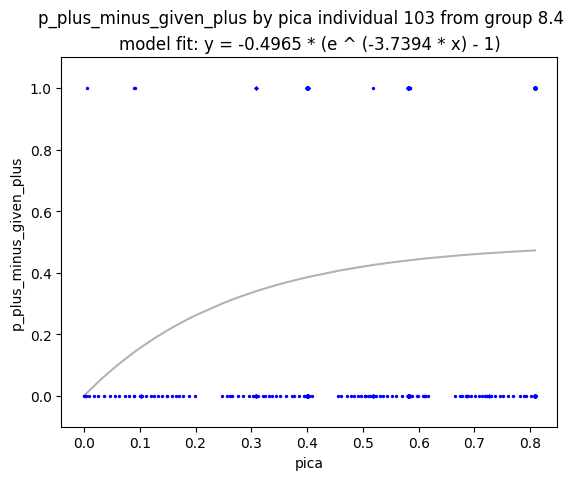 p_plus_minus_given_plus by pica individual 103 from group 8.4
model fit: y = -0.4965 * (e ^ (-3.7394 * x) - 1)
1.0
0.8
0.6
0.4
0.2
0.0
p_plus_minus_given_plus
0.0 0.1 0.2 0.3 0.4 0.5 0.6 0.7 0.8
pica